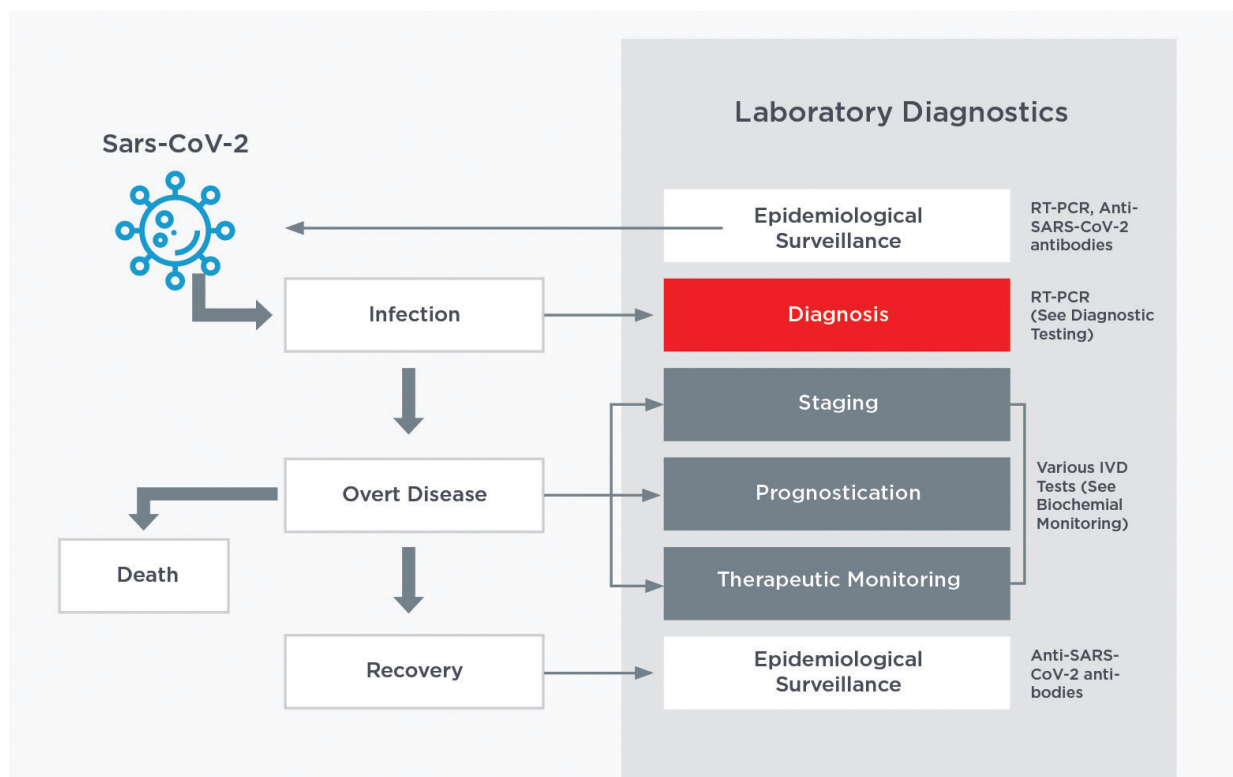 Laboratory Diagnostics
Sars-CoV-2
Epidemiological
Surveillance
RT-PCR, Anti-
SARS-CoV-2
antibodies
Infection
Diagnosis
RT-PCR
(See Diagnostic
Testing)
Staging
Overt Disease
Prognostication
Various IVD
Tests (See
Biochemial
Monitoring)
Death
Therapeutic Monitoring
Recovery
Epidemiological
Surveillance
Anti-SARS-
CoV-2 anti-
bodies